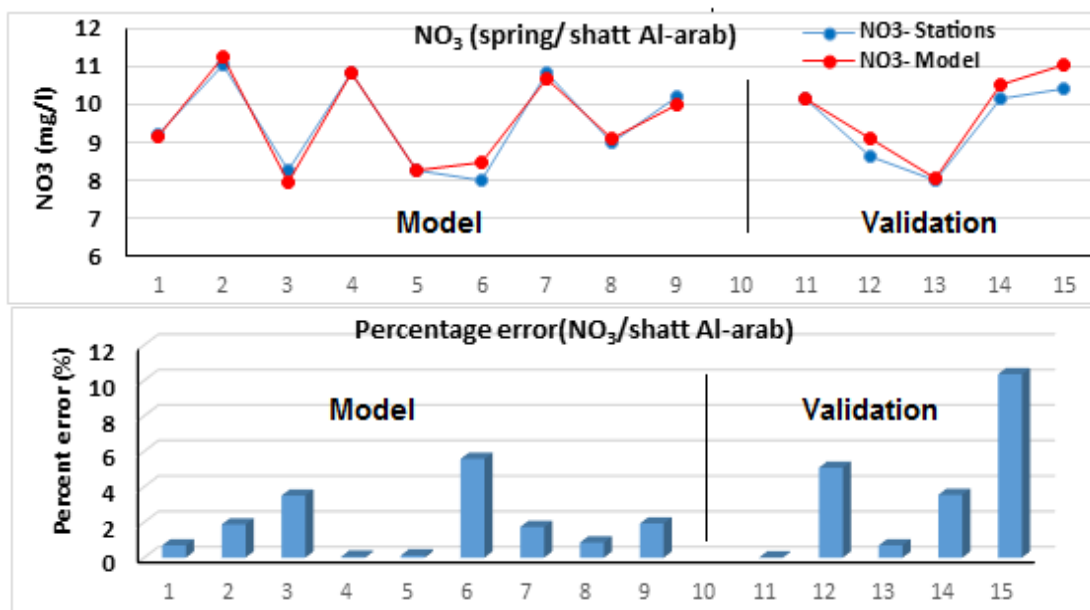 NO₃ (spring/ shatt Al-arab)
NO3- Stations
NO3- Model
NO3 (mg/l)
12
11
10
9
8
7
6
Model
Validation
1 2 3 4 5 6 7 8 9 10 11 12 13 14 15
Percentage error(NO₃/shatt Al-arab)
Percent error (%)
12
10
8
6
4
2
0
Model
Validation
1 2 3 4 5 6 7 8 9 10 11 12 13 14 15